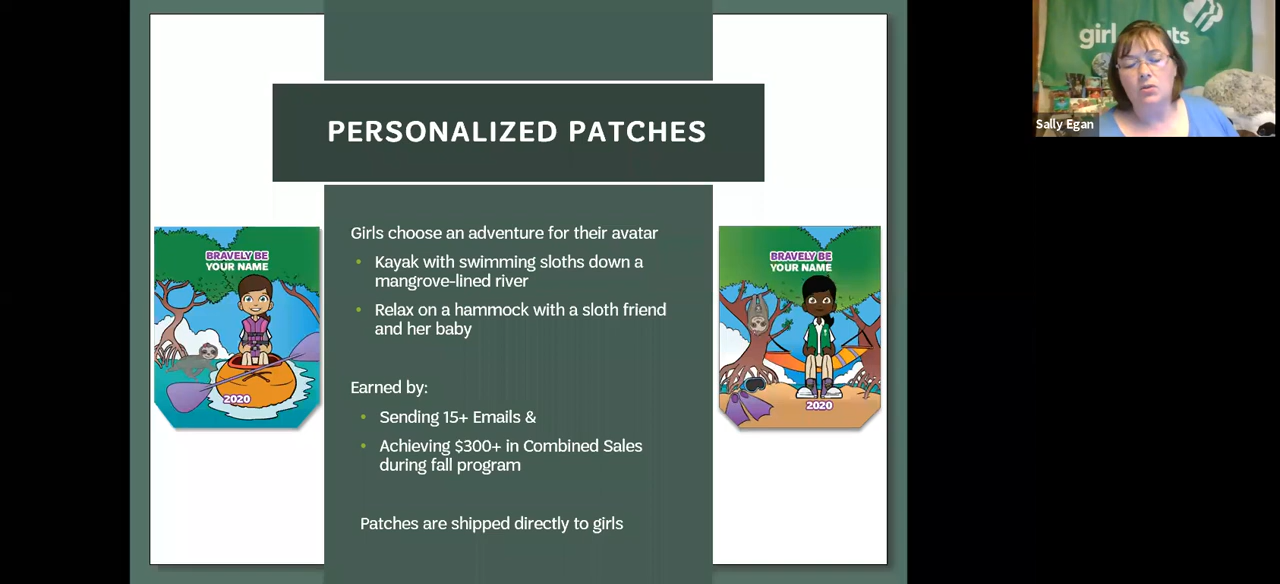 girl scouts
Sally Egan
PERSONALIZED PATCHES
Girls choose an adventure for their avatar
• Kayak with swimming sloths down a
mangrove-lined river
• Relax on a hammock with a sloth friend
and her baby
Earned by:
• Sending 15+ Emails &
• Achieving $300+ in Combined Sales
during fall program
Patches are shipped directly to girls
BRAVELY BE
YOUR NAME
2020
BRAVELY BE
YOUR NAME
2020